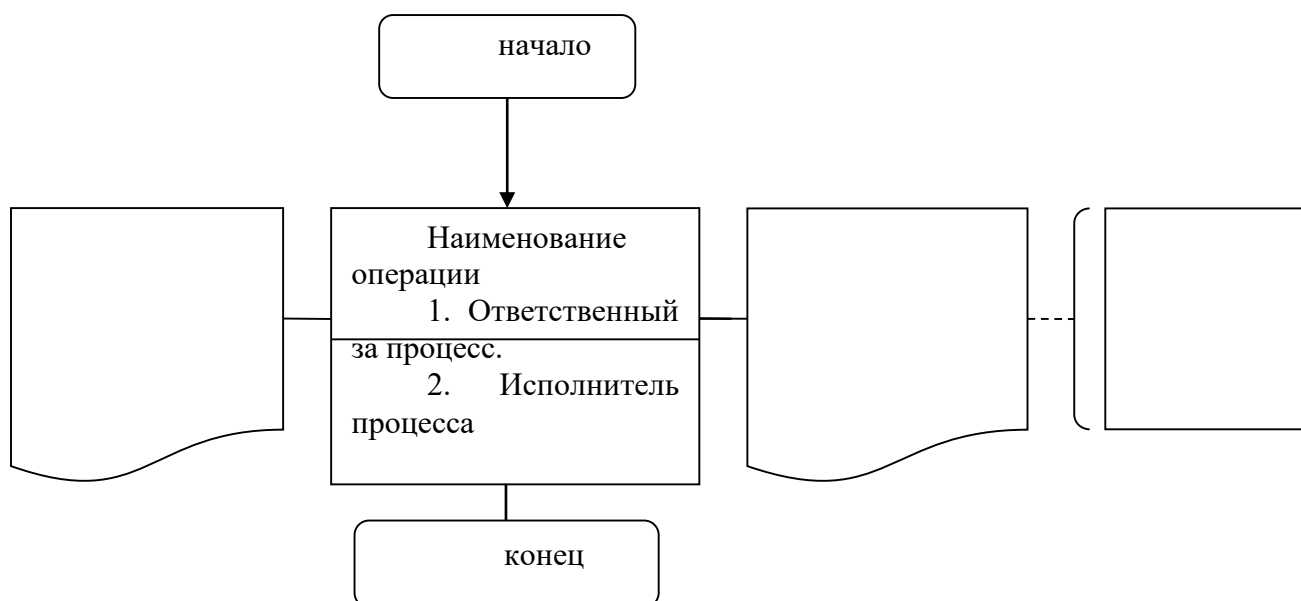 начало
Наименование
операции
1. Ответственный
за процесс.
2. Исполнитель
процесса
конец